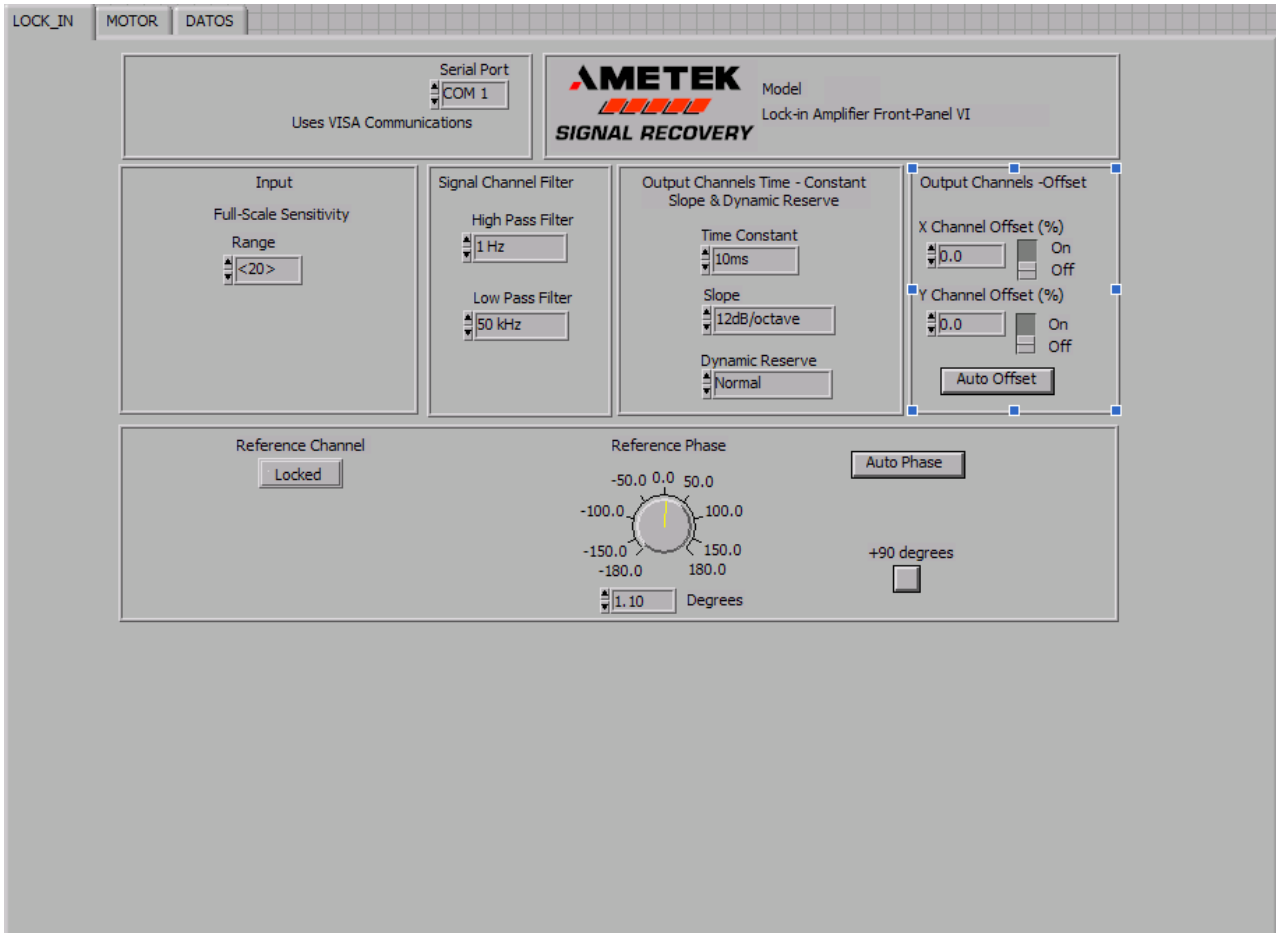 LOCK_IN MOTOR DATOS
Serial Port
COM 1
Uses VISA Communications
AMETEK
SIGNAL RECOVERY
Model
Lock-in Amplifier Front-Panel VI
Input
Full-Scale Sensitivity
Range
<20>
Signal Channel Filter
High Pass Filter
1 Hz
Low Pass Filter
50 kHz
Output Channels Time - Constant
Slope & Dynamic Reserve
Time Constant
10ms
Slope
12dB/octave
Dynamic Reserve
Normal
Output Channels -Offset
X Channel Offset (%)
0.0
On
Off
Y Channel Offset (%)
0.0
On
Off
Auto Offset
Reference Channel
Locked
Reference Phase
-50.0 0.0 50.0
-100.0 100.0
-150.0 150.0
-180.0 180.0
1.10 Degrees
Auto Phase
+90 degrees